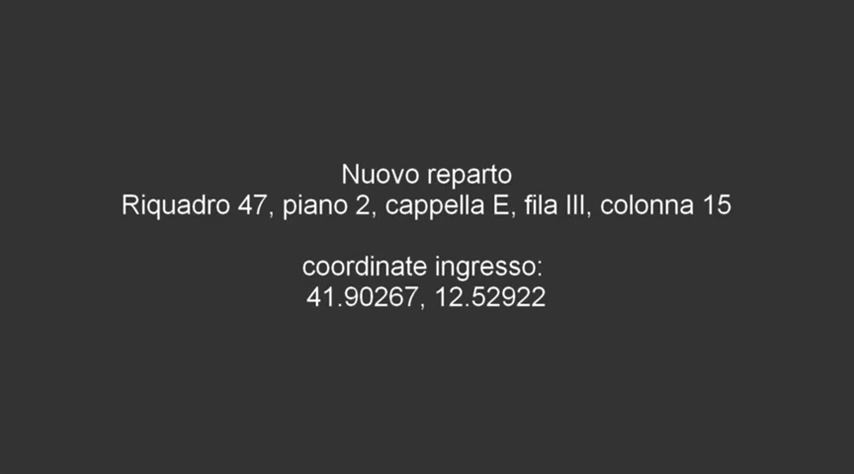 Nuovo reparto
Riquadro 47, piano 2, cappella E, fila III, colonna 15
coordinate ingresso:
41.90267, 12.52922